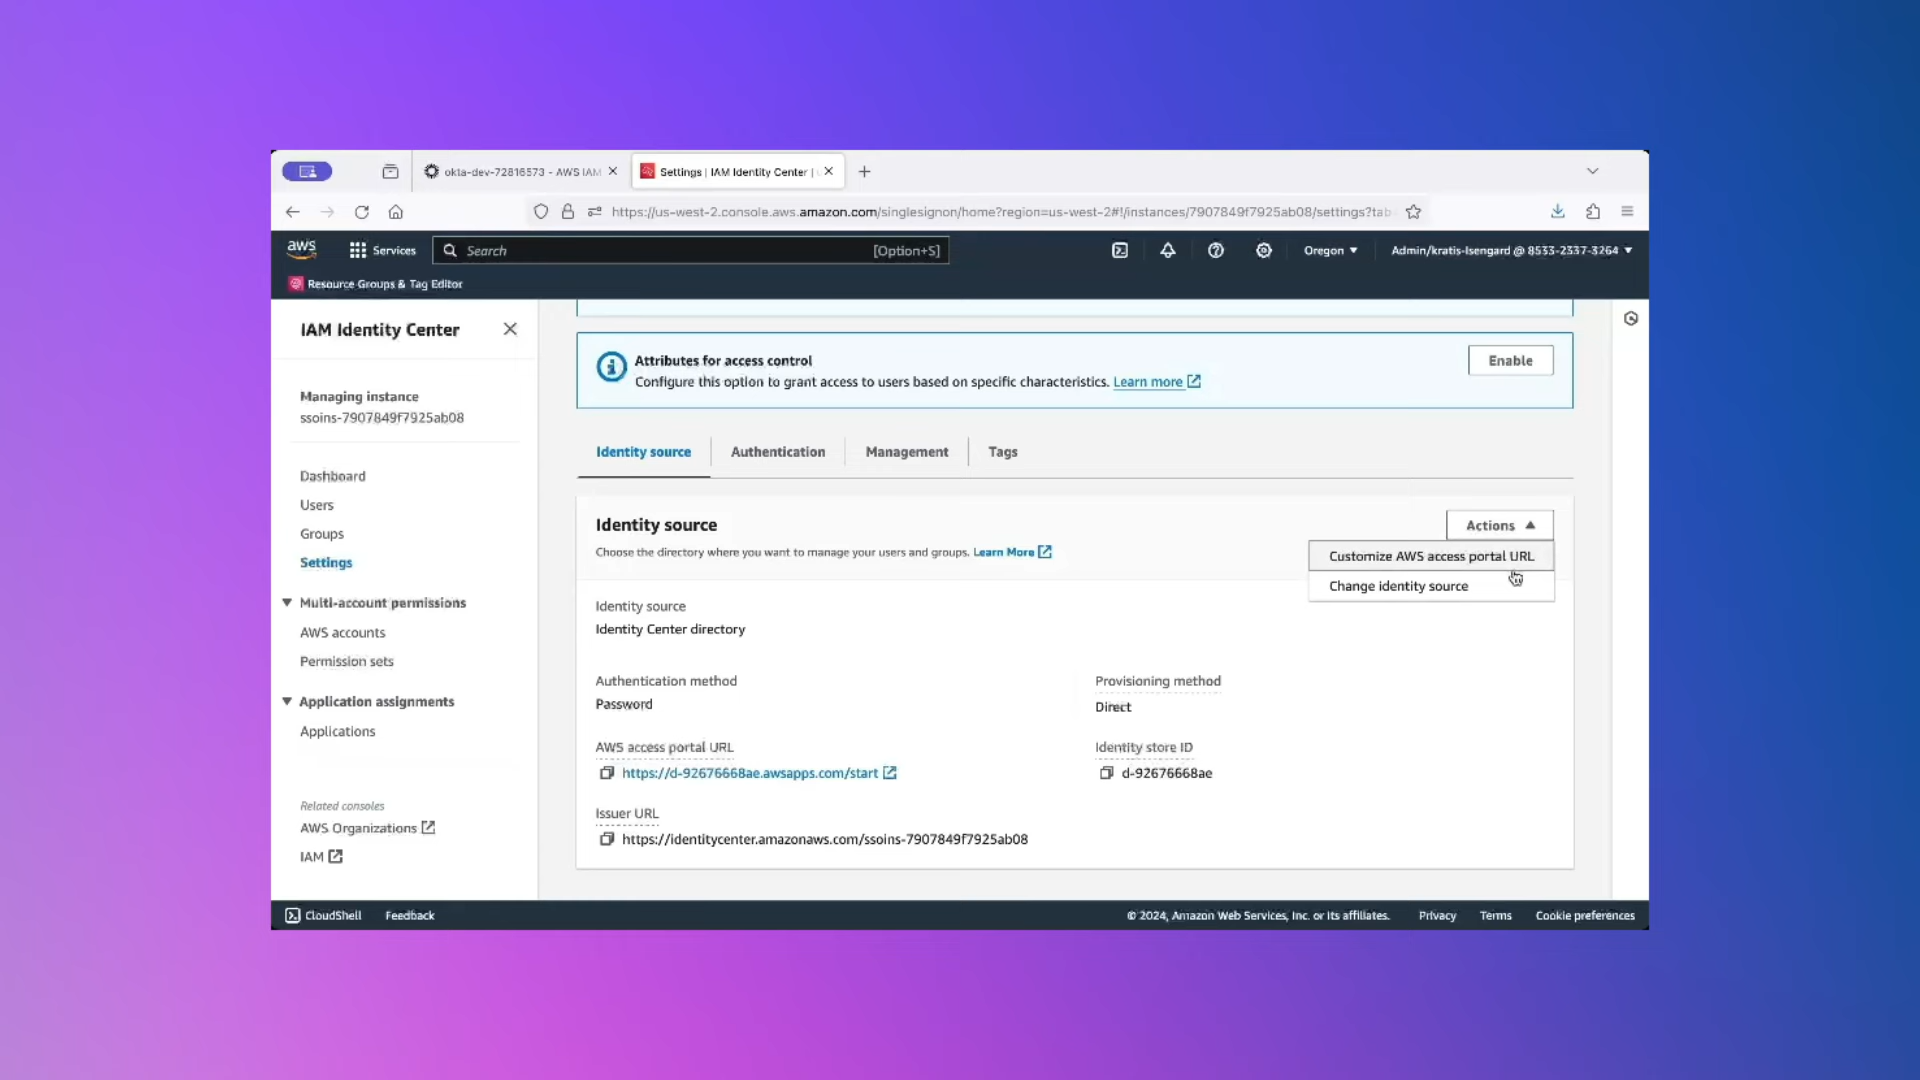 okta-dev-72816573 - AWS IAM
Settings | IAM Identity Center |
https://us-west-2.console.aws.amazon.com/singlesignon/home?region=us-west-2#!/instances/7907849f7925ab08/settings?tab
aws
Services
Search
[Option+S]
Oregon
Admin/kratis-Isengard @ 8533-2337-3264
Resource Groups & Tag Editor
IAM Identity Center
Managing instance
ssoins-7907849f7925ab08
Dashboard
Users
Groups
Settings
Multi-account permissions
AWS accounts
Permission sets
Application assignments
Applications
Related consoles
AWS Organizations
IAM
Attributes for access control
Configure this option to grant access to users based on specific characteristics. Learn more
Enable
Identity source
Authentication
Management
Tags
Identity source
Choose the directory where you want to manage your users and groups. Learn More
Actions
Customize AWS access portal URL
Change identity source
Identity source
Identity Center directory
Authentication method
Password
Provisioning method
Direct
AWS access portal URL
https://d-92676668ae.awsapps.com/start
Identity store ID
d-92676668ae
Issuer URL
https://identitycenter.amazonaws.com/ssoins-7907849f7925ab08
CloudShell
Feedback
© 2024, Amazon Web Services, Inc. or its affiliates.
Privacy
Terms
Cookie preferences